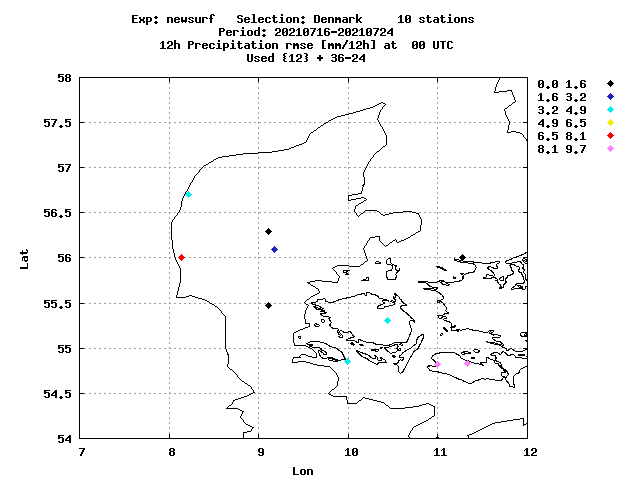 Exp: newsurf Selection: Denmark 10 stations
Period: 20210716-20210724
12h Precipitation rmse [mm/12h] at 00 UTC
Used {12} + 36-24
58
57.5
57
56.5
56
55.5
55
54.5
54
7 8 9 10 11 12
Lat
Lon
0.0 1.6
1.6 3.2
3.2 4.9
4.9 6.5
6.5 8.1
8.1 9.7